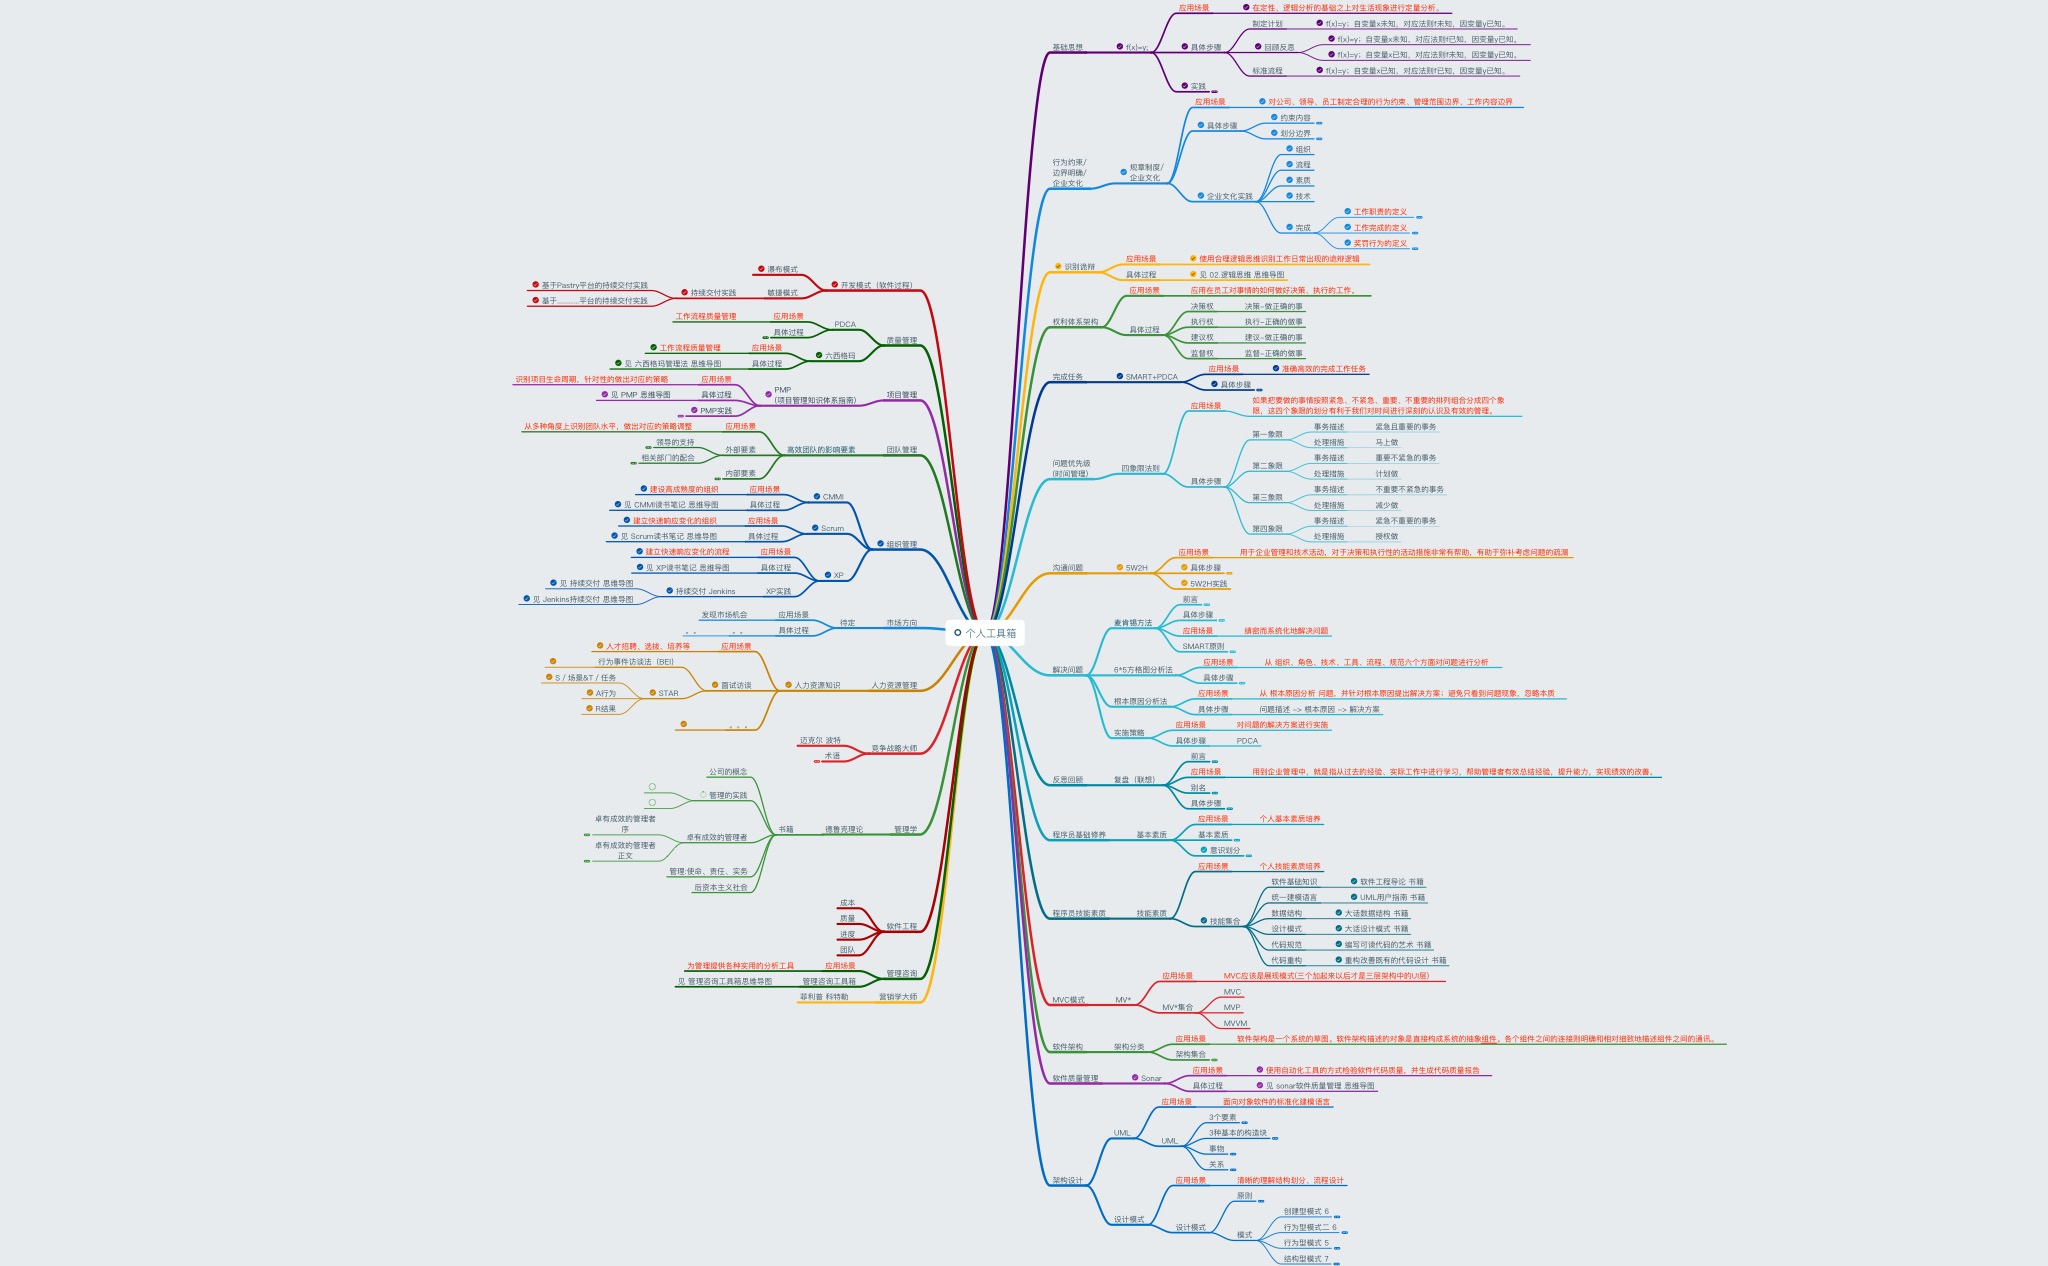 个人工具箱
基础思想
f(x)=y;
应用场景
在定性、逻辑分析的基础之上对生活现象进行定量分析。
具体步骤
制定计划
f(x)=y；自变量x未知，对应法则f未知，因变量y已知。
回顾反思
f(x)=y；自变量x未知，对应法则f已知，因变量y已知。
f(x)=y；自变量x已知，对应法则f未知，因变量y已知。
标准流程
f(x)=y；自变量x已知，对应法则f已知，因变量y已知。
实践
行为约束/
边界明确/
企业文化
规章制度/
企业文化
应用场景
对公司、领导、员工制定合理的行为约束、管理范围边界、工作内容边界
具体步骤
约束内容
划分边界
企业文化实践
组织
流程
素质
技术
完成
工作职责的定义
工作完成的定义
奖罚行为的定义
识别诡辩
应用场景
使用合理逻辑思维识别工作日常出现的诡辩逻辑
具体过程
见 02.逻辑思维 思维导图
权利体系架构
应用场景
应用在员工对事情的如何做好决策、执行的工作。
具体过程
决策权
决策-做正确的事
执行权
执行-正确的做事
建议权
建议-做正确的事
监督权
监督-正确的做事
完成任务
SMART+PDCA
应用场景
准确高效的完成工作任务
具体步骤
问题优先级
(时间管理)
四象限法则
应用场景
如果把要做的事情按照紧急、不紧急、重要、不重要的排列组合分成四个象
限，这四个象限的划分有利于我们对时间进行深刻的认识及有效的管理。
具体步骤
第一象限
事务描述
紧急且重要的事务
处理措施
马上做
第二象限
事务描述
重要不紧急的事务
处理措施
计划做
第三象限
事务描述
不重要不紧急的事务
处理措施
减少做
第四象限
事务描述
紧急不重要的事务
处理措施
授权做
沟通问题
5W2H
应用场景
用于企业管理和技术活动，对于决策和执行性的活动措施非常有帮助，有助于弥补考虑问题的疏漏
具体步骤
5W2H实践
解决问题
麦肯锡方法
前言
具体步骤
应用场景
缜密而系统化地解决问题
SMART原则
6*5方格图分析法
应用场景
从 组织、角色、技术、工具、流程、规范六个方面对问题进行分析
具体步骤
根本原因分析法
应用场景
从 根本原因分析 问题，并针对根本原因提出解决方案；避免只看到问题现象，忽略本质
具体步骤
问题描述 -> 根本原因 -> 解决方案
实施策略
应用场景
对问题的解决方案进行实施
具体步骤
PDCA
反思回顾
复盘（联想）
前言
应用场景
用到企业管理中，就是指从过去的经验、实际工作中进行学习，帮助管理者有效总结经验，提升能力，实现绩效的改善。
别名
具体步骤
程序员基础修养
基本素质
应用场景
个人基本素质培养
基本素质
意识划分
程序员技能素质
技能素质
应用场景
个人技能素质培养
技能集合
软件基础知识
软件工程导论 书籍
统一建模语言
UML用户指南 书籍
数据结构
大话数据结构 书籍
设计模式
大话设计模式 书籍
代码规范
编写可读代码的艺术 书籍
代码重构
重构改善既有的代码设计 书籍
MVC模式
MV*
应用场景
MVC应该是展现模式(三个加起来以后才是三层架构中的UI层)
MV*集合
MVC
MVP
MVVM
软件架构
架构分类
应用场景
软件架构是一个系统的草图。软件架构描述的对象是直接构成系统的抽象组件。各个组件之间的连接则明确和相对细致地描述组件之间的通讯。
架构集合
软件质量管理
Sonar
应用场景
使用自动化工具的方式检验软件代码质量，并生成代码质量报告
具体过程
见 sonar软件质量管理 思维导图
架构设计
UML
应用场景
面向对象软件的标准化建模语言
UML
3个要素
3种基本的构造块
事物
关系
设计模式
应用场景
清晰的理解结构划分、流程设计
设计模式
原则
模式
创建型模式 6
行为型模式二 6
行为型模式 5
结构型模式 7
开发模式（软件过程）
瀑布模式
敏捷模式
持续交付实践
基于Pastry平台的持续交付实践
基于..........平台的持续交付实践
质量管理
PDCA
应用场景
工作流程质量管理
具体过程
六西格玛
应用场景
工作流程质量管理
具体过程
见 六西格玛管理法 思维导图
项目管理
PMP
(项目管理知识体系指南)
应用场景
识别项目生命周期，针对性的做出对应的策略
具体过程
见 PMP 思维导图
PMP实践
团队管理
高效团队的影响要素
应用场景
从多种角度上识别团队水平，做出对应的策略调整
外部要素
领导的支持
相关部门的配合
内部要素
组织管理
CMMI
应用场景
建设高成熟度的组织
具体过程
见 CMMI读书笔记 思维导图
Scrum
应用场景
建立快速响应变化的组织
具体过程
见 Scrum读书笔记 思维导图
XP
应用场景
建立快速响应变化的流程
具体过程
见 XP读书笔记 思维导图
XP实践
持续交付 Jenkins
见 持续交付 思维导图
见 Jenkins持续交付 思维导图
市场方向
待定
应用场景
发现市场机会
具体过程
人力资源管理
人力资源知识
应用场景
人才招聘、选拔、培养等
面试访谈
行为事件访谈法（BEI）
STAR
S / 场景&T / 任务
A行为
R结果
竞争战略大师
迈克尔 波特
术语
管理学
德鲁克理论
书籍
公司的概念
管理的实践
卓有成效的管理者
卓有成效的管理者
序
卓有成效的管理者
正文
管理:使命、责任、实务
后资本主义社会
软件工程
成本
质量
进度
团队
管理咨询
应用场景
为管理提供各种实用的分析工具
管理咨询工具箱
见 管理咨询工具箱思维导图
营销学大师
菲利普 科特勒